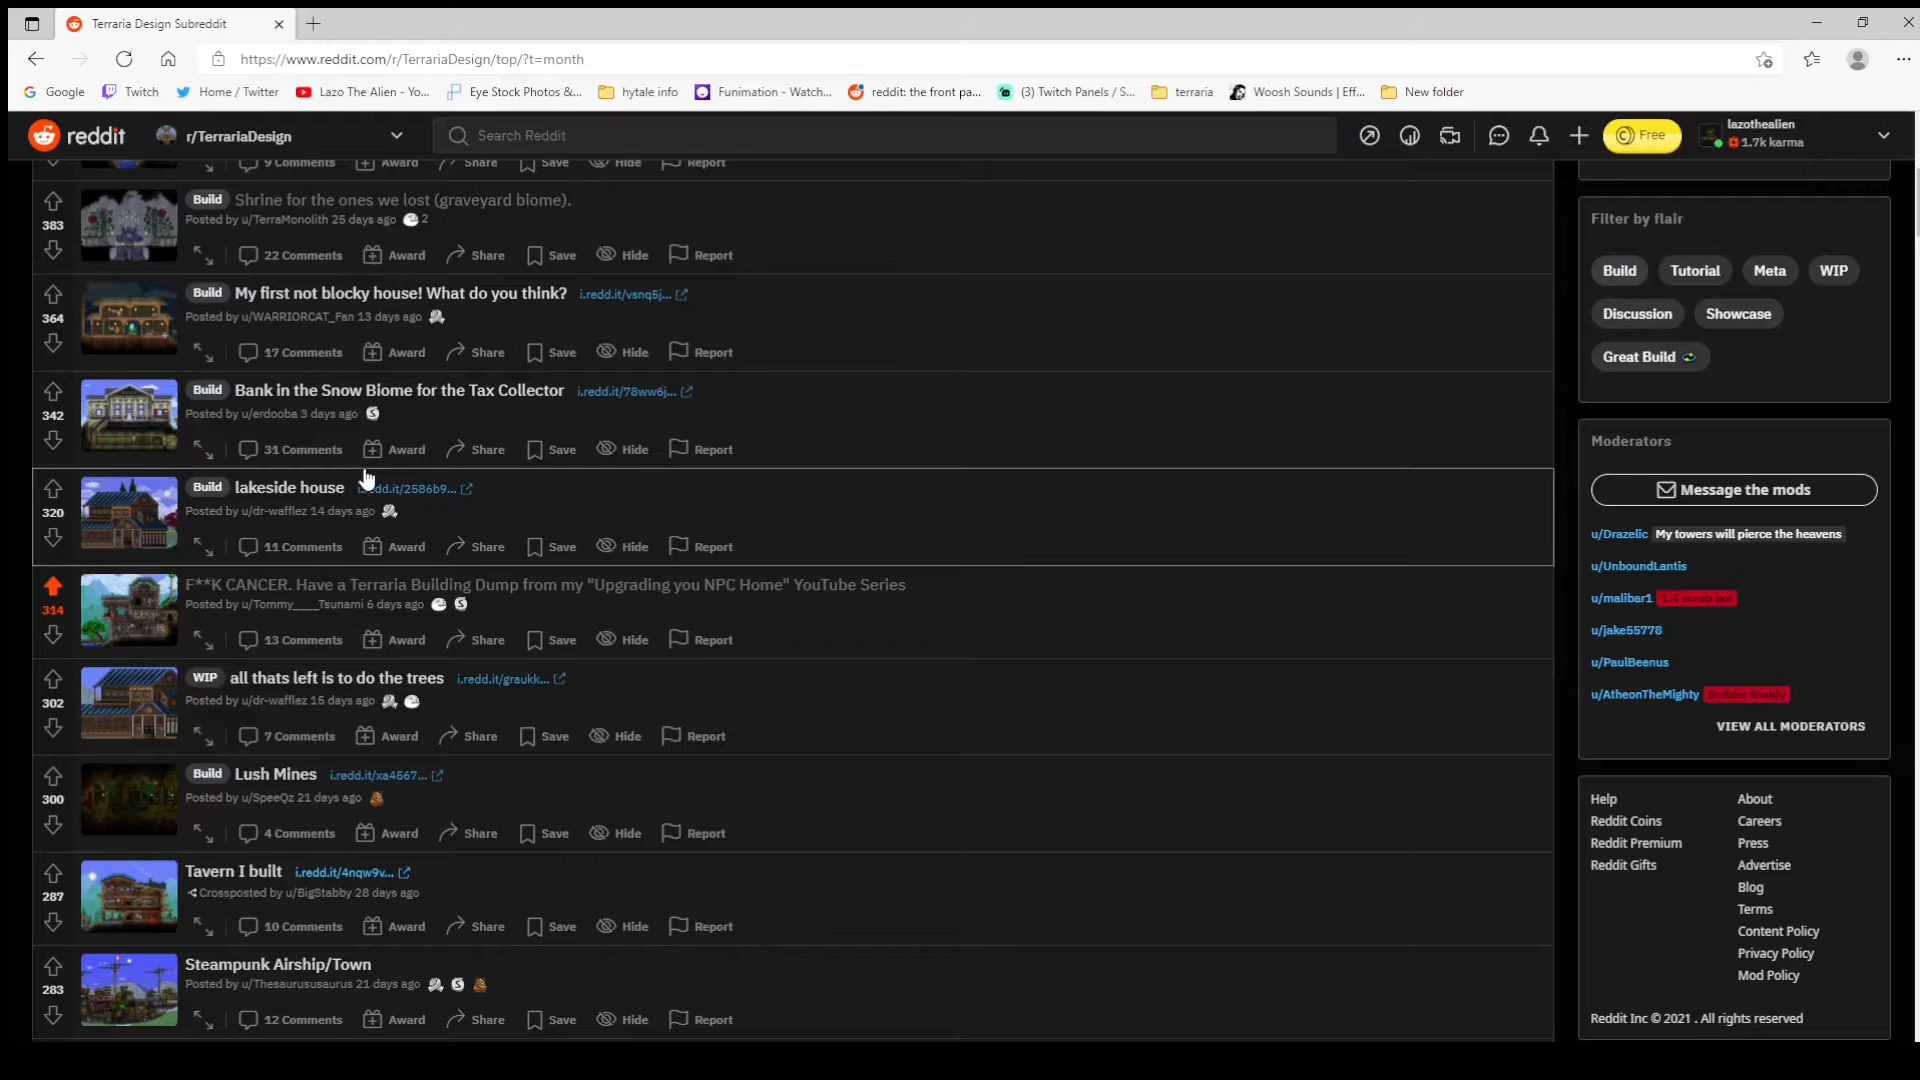 Terraria Design Subreddit
https://www.reddit.com/r/TerrariaDesign/top/?t=month
Google Twitch Home / Twitter Lazo The Alien - Yo... Eye Stock Photos &... hytale info Funimation - Watch... reddit: the front pa... (3) Twitch Panels / S... terraria Woosh Sounds | Eff... New folder
reddit r/TerrariaDesign Search Reddit Free lazothealien
1.7k karma
9 Comments Award Share Save Hide Report
Build Shrine for the ones we lost (graveyard biome).
383 Posted by u/TerraMonolith 25 days ago 2
22 Comments Award Share Save Hide Report
Build My first not blocky house! What do you think? i.redd.it/vsnq5j...
364 Posted by u/WARRIORCAT_Fan 13 days ago
17 Comments Award Share Save Hide Report
Build Bank in the Snow Biome for the Tax Collector i.redd.it/78ww6j...
342 Posted by u/erdooba 3 days ago S
31 Comments Award Share Save Hide Report
Build lakeside house i.redd.it/2586b9...
320 Posted by u/dr-wafflez 14 days ago
11 Comments Award Share Save Hide Report
F**K CANCER. Have a Terraria Building Dump from my "Upgrading you NPC Home" YouTube Series
314 Posted by u/Tommy____Tsunami 6 days ago S
13 Comments Award Share Save Hide Report
WIP all thats left is to do the trees i.redd.it/graukk...
302 Posted by u/dr-wafflez 15 days ago
7 Comments Award Share Save Hide Report
Build Lush Mines i.redd.it/xa4567...
300 Posted by u/SpeeQz 21 days ago
4 Comments Award Share Save Hide Report
Tavern I built i.redd.it/4nqw9v...
287 Crossposted by u/BigStabby 28 days ago
10 Comments Award Share Save Hide Report
Steampunk Airship/Town
283 Posted by u/Thesaurususaurus 21 days ago S
12 Comments Award Share Save Hide Report
Filter by flair
Build Tutorial Meta WIP
Discussion Showcase
Great Build
Moderators
Message the mods
u/Drazelic My towers will pierce the heavens
u/UnboundLantis
u/malibar1 1.4 scrub boi
u/jake55778
u/PaulBeenus
u/AtheonTheMighty Builder Buddy
VIEW ALL MODERATORS
Help About
Reddit Coins Careers
Reddit Premium Press
Reddit Gifts Advertise
Blog
Terms
Content Policy
Privacy Policy
Mod Policy
Reddit Inc © 2021 . All rights reserved